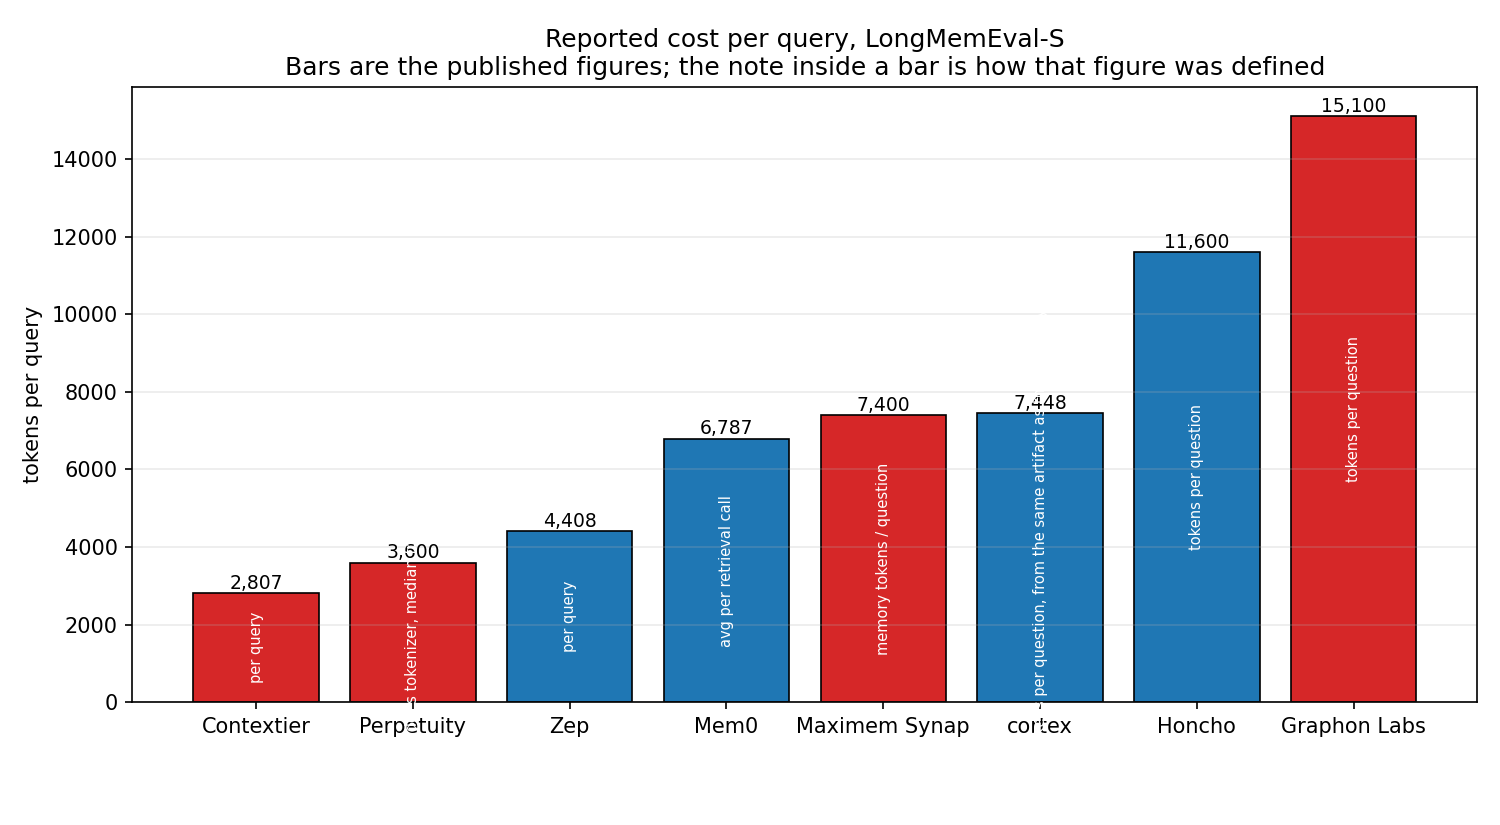 Reported cost per query, LongMemEval-S
Bars are the published figures; the note inside a bar is how that figure was defined
tokens per query
14000
12000
10000
8000
6000
4000
2000
0
2,807
3,600
4,408
6,787
7,400
7,448
11,600
15,100
per query
s tokenizer, median
per query
avg per retrieval call
memory tokens / question
per question, from the same artifact as
tokens per question
tokens per question
Contextier
Perpetuity
Zep
Mem0
Maximem Synap
cortex
Honcho
Graphon Labs